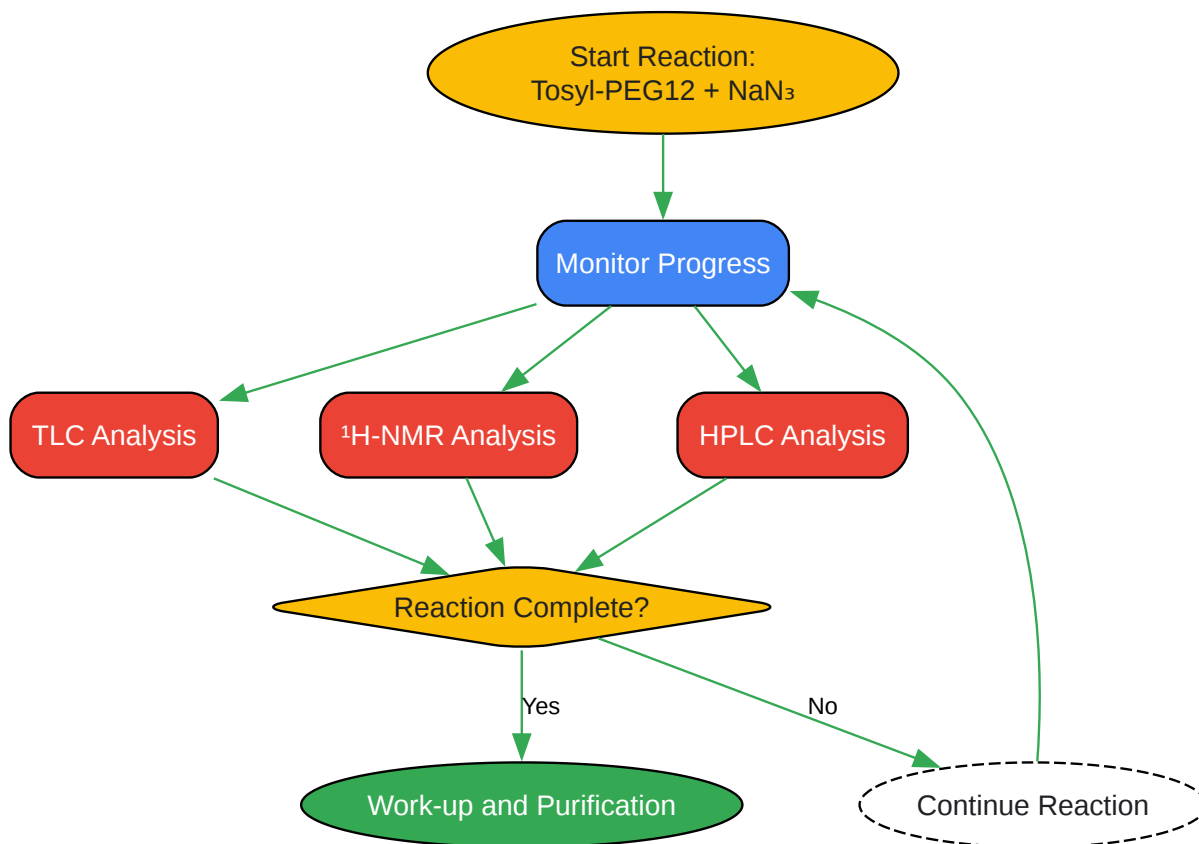 Start Reaction:
Tosyl-PEG12 + NaN₃
Monitor Progress
TLC Analysis
¹H-NMR Analysis
HPLC Analysis
Reaction Complete?
Yes
No
Work-up and Purification
Continue Reaction